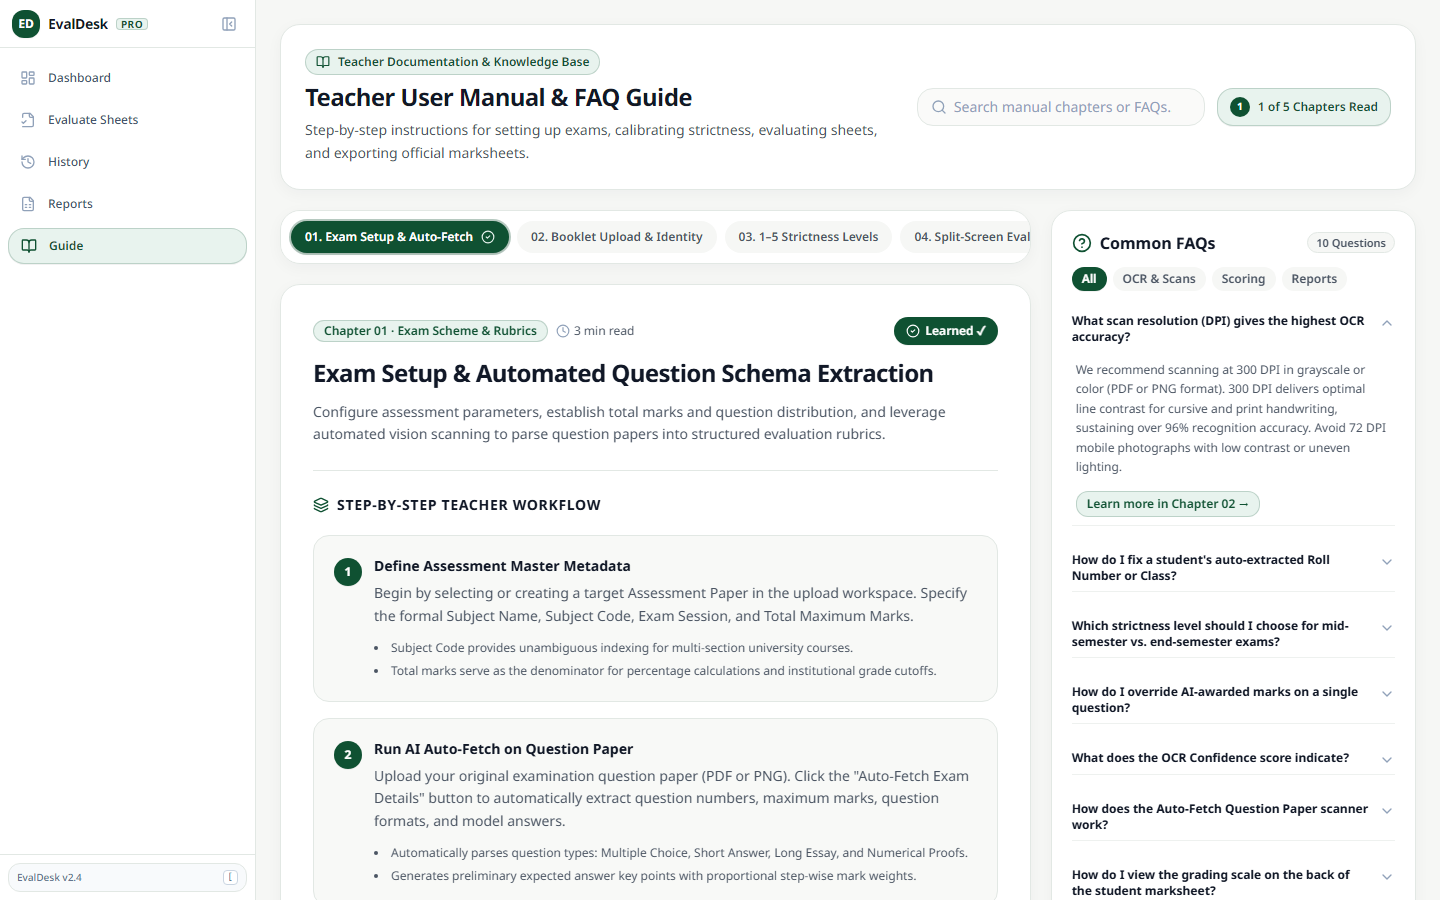 ED EvalDesk PRO
Dashboard
Evaluate Sheets
History
Reports
Guide
EvalDesk v2.4 [
Teacher Documentation & Knowledge Base
Teacher User Manual & FAQ Guide
Step-by-step instructions for setting up exams, calibrating strictness, evaluating sheets,
and exporting official marksheets.
Search manual chapters or FAQs.
1 1 of 5 Chapters Read
01. Exam Setup & Auto-Fetch
02. Booklet Upload & Identity
03. 1–5 Strictness Levels
04. Split-Screen Eval
Chapter 01 · Exam Scheme & Rubrics
3 min read
Learned ✓
Exam Setup & Automated Question Schema Extraction
Configure assessment parameters, establish total marks and question distribution, and leverage
automated vision scanning to parse question papers into structured evaluation rubrics.
STEP-BY-STEP TEACHER WORKFLOW
1 Define Assessment Master Metadata
Begin by selecting or creating a target Assessment Paper in the upload workspace. Specify
the formal Subject Name, Subject Code, Exam Session, and Total Maximum Marks.
• Subject Code provides unambiguous indexing for multi-section university courses.
• Total marks serve as the denominator for percentage calculations and institutional grade cutoffs.
2 Run AI Auto-Fetch on Question Paper
Upload your original examination question paper (PDF or PNG). Click the "Auto-Fetch Exam
Details" button to automatically extract question numbers, maximum marks, question
formats, and model answers.
• Automatically parses question types: Multiple Choice, Short Answer, Long Essay, and Numerical Proofs.
• Generates preliminary expected answer key points with proportional step-wise mark weights.
Common FAQs
10 Questions
All
OCR & Scans
Scoring
Reports
What scan resolution (DPI) gives the highest OCR
accuracy?
We recommend scanning at 300 DPI in grayscale or
color (PDF or PNG format). 300 DPI delivers optimal
line contrast for cursive and print handwriting,
sustaining over 96% recognition accuracy. Avoid 72 DPI
mobile photographs with low contrast or uneven
lighting.
Learn more in Chapter 02 →
How do I fix a student's auto-extracted Roll
Number or Class?
Which strictness level should I choose for mid-
semester vs. end-semester exams?
How do I override AI-awarded marks on a single
question?
What does the OCR Confidence score indicate?
How does the Auto-Fetch Question Paper scanner
work?
How do I view the grading scale on the back of
the student marksheet?